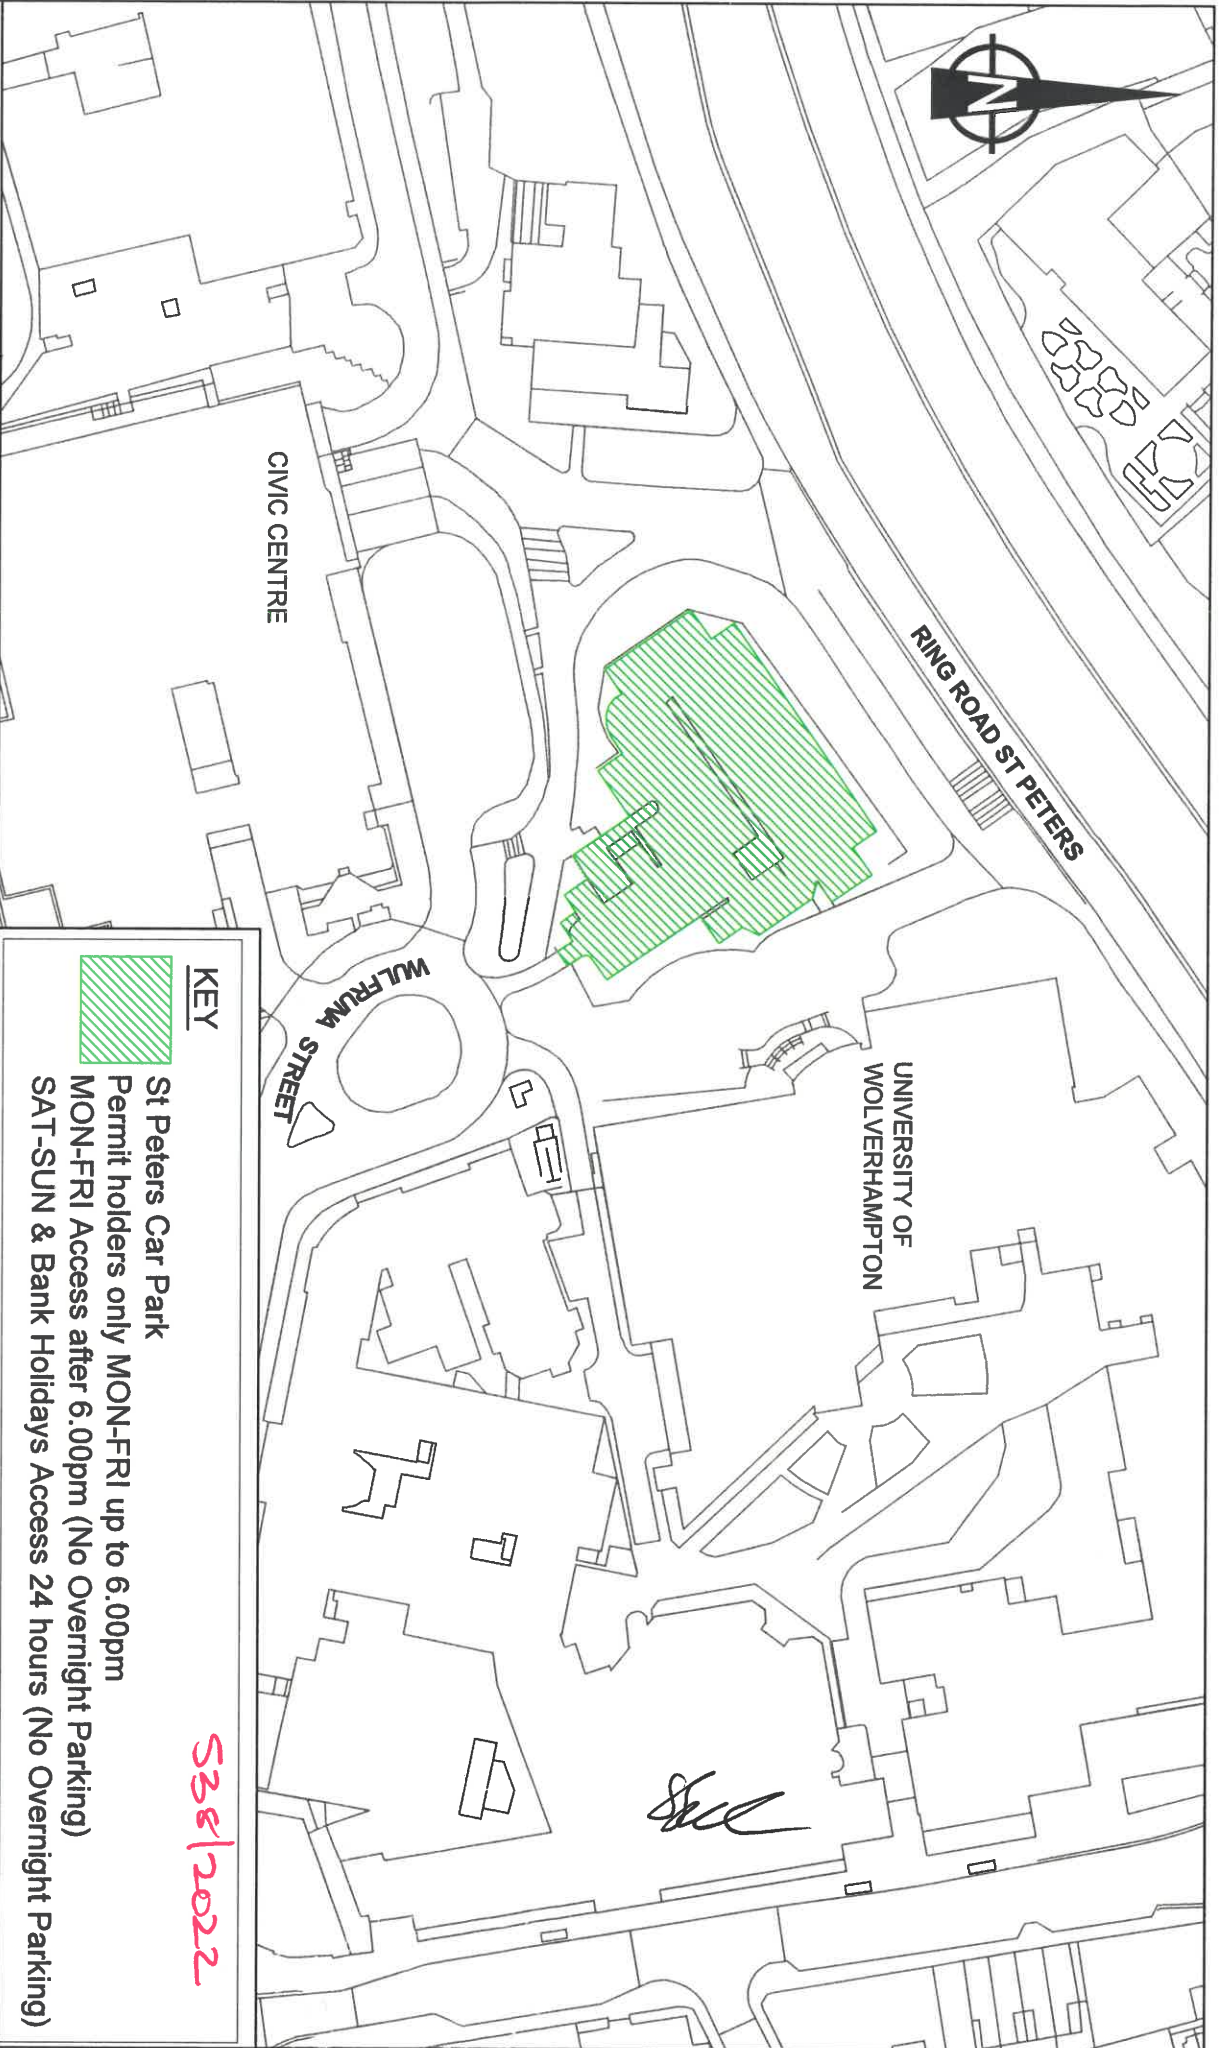 N
RING ROAD ST PETERS
CIVIC CENTRE
UNIVERSITY OF
WOLVERHAMPTON
WULFRUNA STREET
KEY
538/2022
St Peters Car Park
Permit holders only MON-FRI up to 6.00pm
MON-FRI Access after 6.00pm (No Overnight Parking)
SAT-SUN & Bank Holidays Access 24 hours (No Overnight Parking)